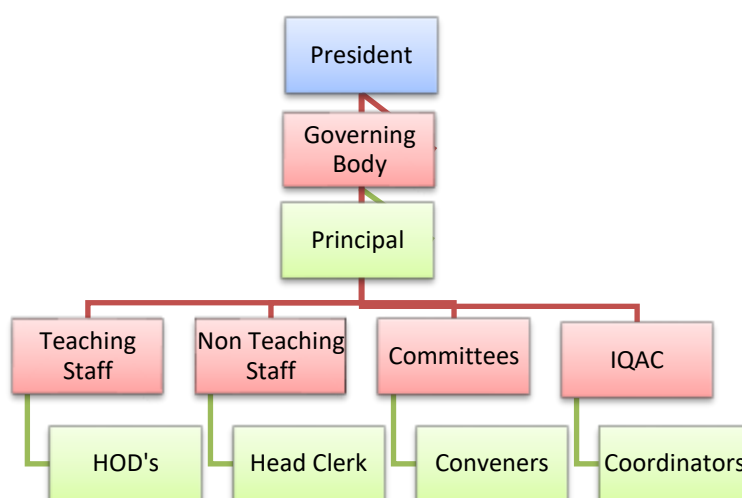 President
Governing
Body
Principal
Teaching
Staff
Non Teaching
Staff
Committees
IQAC
HOD's
Head Clerk
Conveners
Coordinators